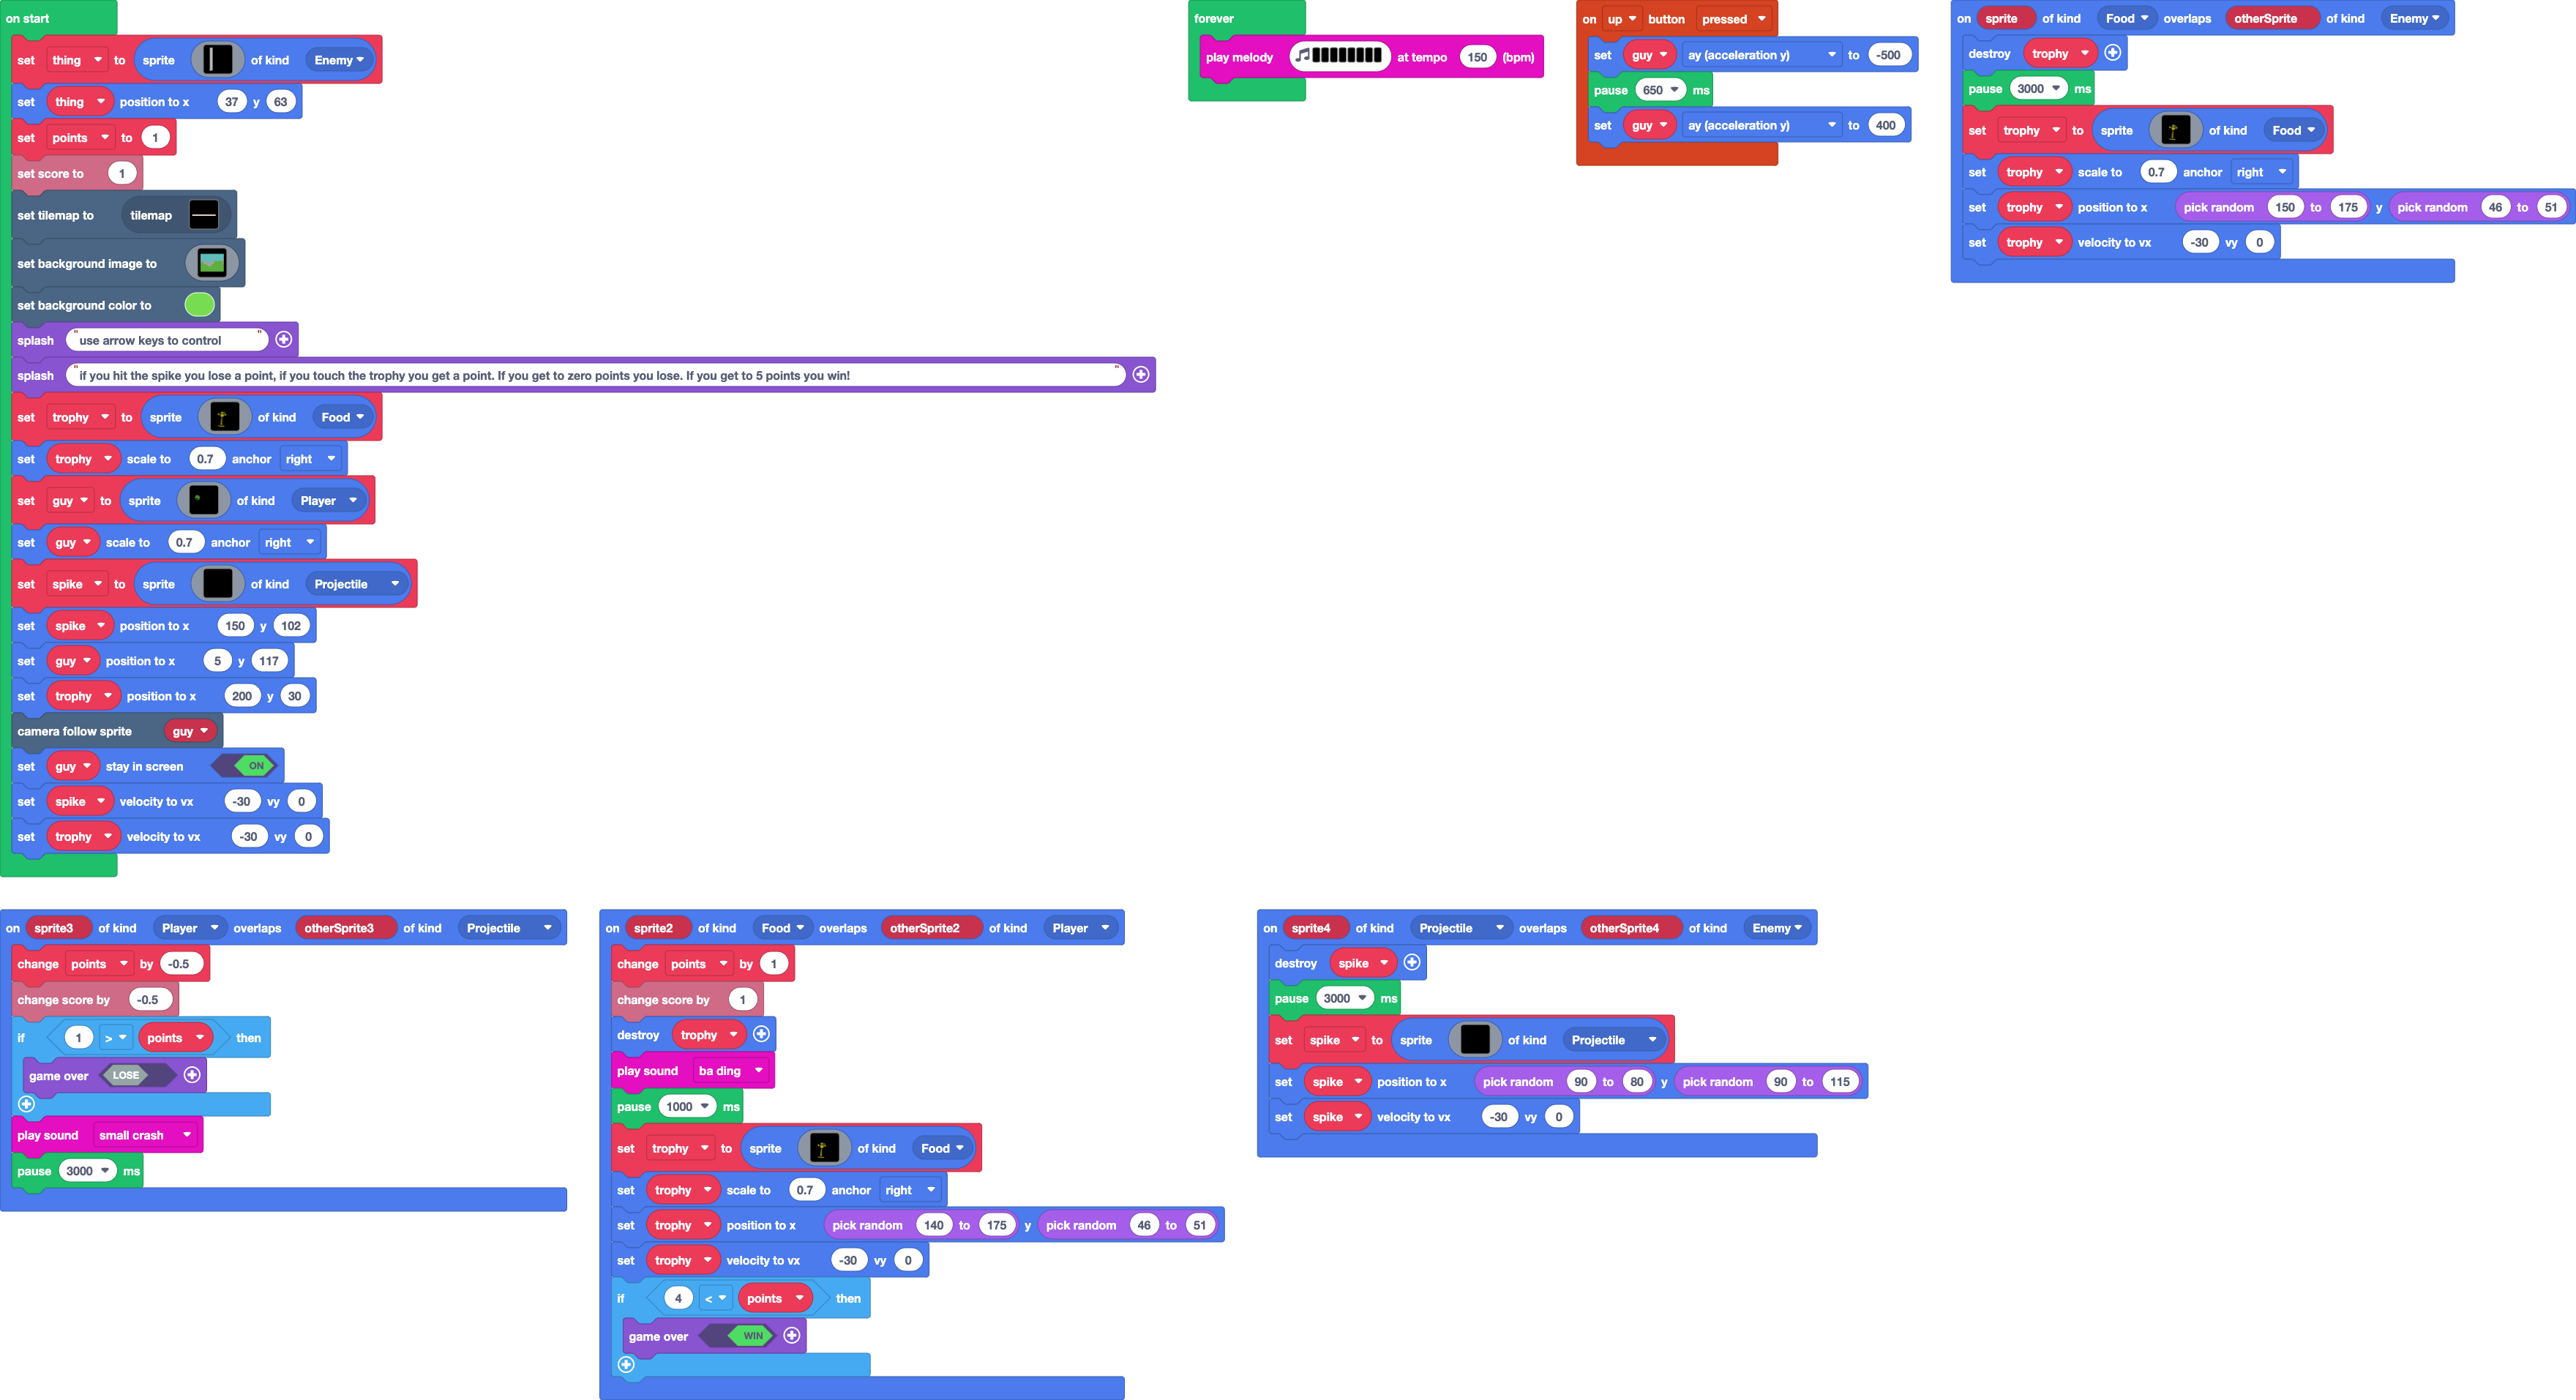 on start
set thing to sprite of kind Enemy
set thing position to x 37 y 63
set points to 1
set score to 1
set tilemap to tilemap
set background image to
set background color to
splash " use arrow keys to control "
splash " if you hit the spike you lose a point, if you touch the trophy you get a point. If you get to zero points you lose. If you get to 5 points you win! "
set trophy to sprite of kind Food
set trophy scale to 0.7 anchor right
set guy to sprite of kind Player
set guy scale to 0.7 anchor right
set spike to sprite of kind Projectile
set spike position to x 150 y 102
set guy position to x 5 y 117
set trophy position to x 200 y 30
camera follow sprite guy
set guy stay in screen ON
set spike velocity to vx -30 vy 0
set trophy velocity to vx -30 vy 0
forever
play melody at tempo 150 (bpm)
on up button pressed
set guy ay (acceleration y) to -500
pause 650 ms
set guy ay (acceleration y) to 400
on sprite of kind Food overlaps otherSprite of kind Enemy
destroy trophy
pause 3000 ms
set trophy to sprite of kind Food
set trophy scale to 0.7 anchor right
set trophy position to x pick random 150 to 175 y pick random 46 to 51
set trophy velocity to vx -30 vy 0
on sprite3 of kind Player overlaps otherSprite3 of kind Projectile
change points by -0.5
change score by -0.5
if 1 > points then
game over LOSE
play sound small crash
pause 3000 ms
on sprite2 of kind Food overlaps otherSprite2 of kind Player
change points by 1
change score by 1
destroy trophy
play sound ba ding
pause 1000 ms
set trophy to sprite of kind Food
set trophy scale to 0.7 anchor right
set trophy position to x pick random 140 to 175 y pick random 46 to 51
set trophy velocity to vx -30 vy 0
if 4 < points then
game over WIN
on sprite4 of kind Projectile overlaps otherSprite4 of kind Enemy
destroy spike
pause 3000 ms
set spike to sprite of kind Projectile
set spike position to x pick random 90 to 80 y pick random 90 to 115
set spike velocity to vx -30 vy 0